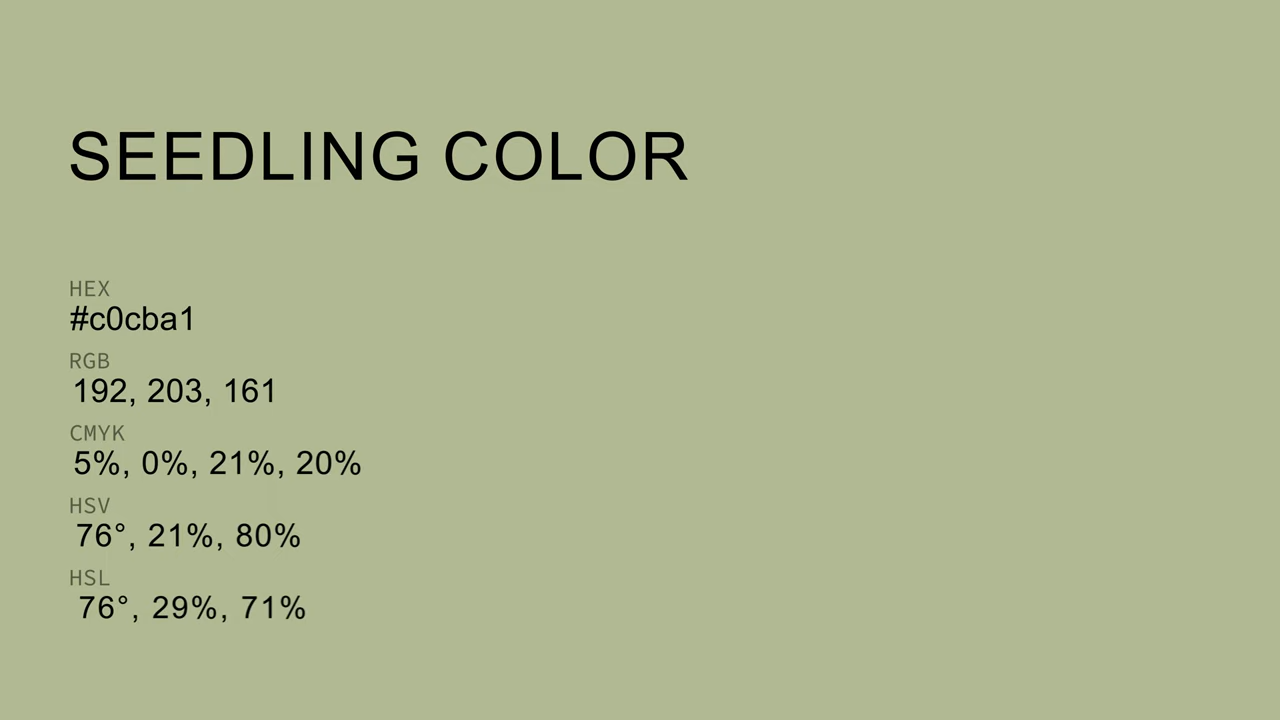 SEEDLING COLOR
HEX
#c0cba1
RGB
192, 203, 161
CMYK
5%, 0%, 21%, 20%
HSV
76°, 21%, 80%
HSL
76°, 29%, 71%